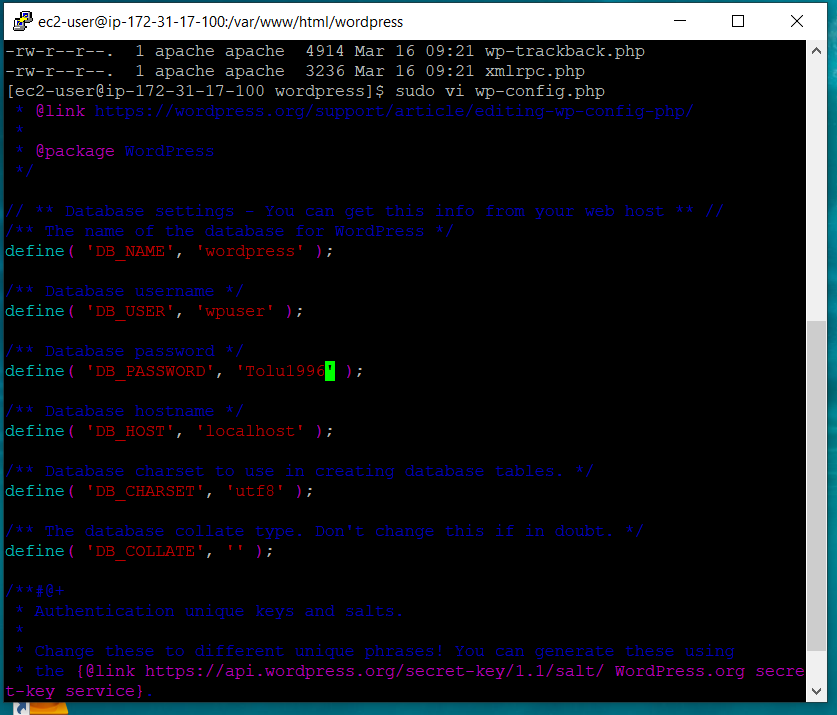 ec2-user@ip-172-31-17-100:/var/www/html/wordpress
-rw-r--r--.  1 apache apache  4914 Mar 16 09:21 wp-trackback.php
-rw-r--r--.  1 apache apache  3236 Mar 16 09:21 xmlrpc.php
[ec2-user@ip-172-31-17-100 wordpress]$ sudo vi wp-config.php
 * @link https://wordpress.org/support/article/editing-wp-config-php/
 *
 * @package WordPress
 */
// ** Database settings - You can get this info from your web host ** //
/** The name of the database for WordPress */
define( 'DB_NAME', 'wordpress' );
/** Database username */
define( 'DB_USER', 'wpuser' );
/** Database password */
define( 'DB_PASSWORD', 'Tolu1996' );
/** Database hostname */
define( 'DB_HOST', 'localhost' );
/** Database charset to use in creating database tables. */
define( 'DB_CHARSET', 'utf8' );
/** The database collate type. Don't change this if in doubt. */
define( 'DB_COLLATE', '' );
/**#@+
 * Authentication unique keys and salts.
 *
 * Change these to different unique phrases! You can generate these using
 * the {@link https://api.wordpress.org/secret-key/1.1/salt/ WordPress.org secre
t-key service}.